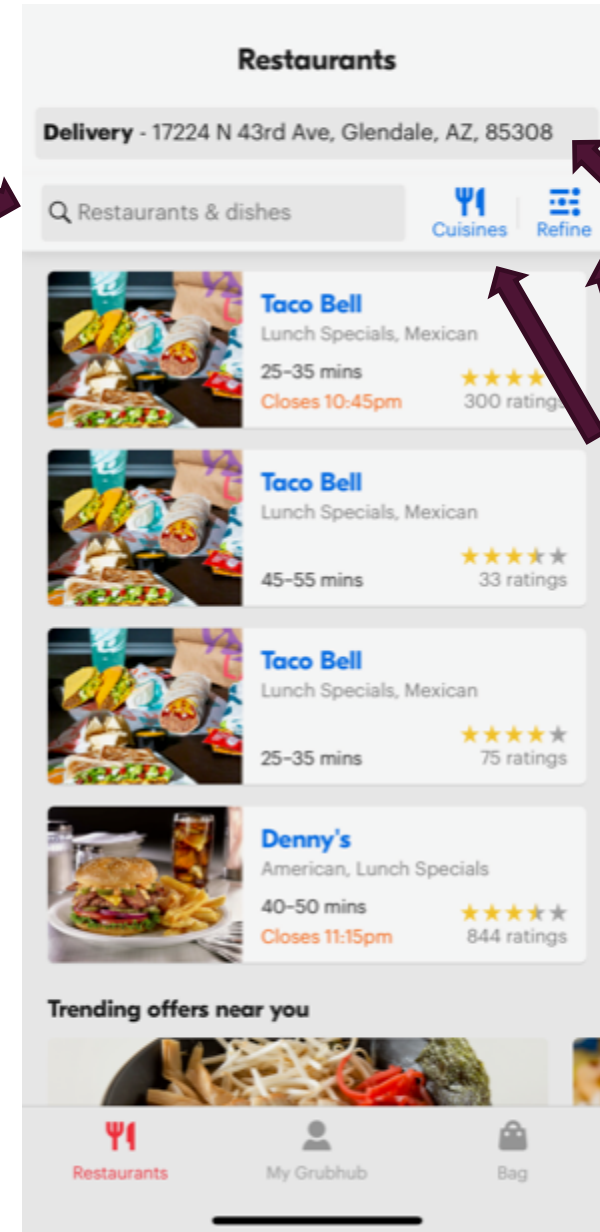 Restaurants
Delivery - 17224 N 43rd Ave, Glendale, AZ, 85308
Restaurants & dishes
Cuisines
Refine
Taco Bell
Lunch Specials, Mexican
25-35 mins
Closes 10:45pm
300 ratings
Taco Bell
Lunch Specials, Mexican
45-55 mins
33 ratings
Taco Bell
Lunch Specials, Mexican
25-35 mins
75 ratings
Denny's
American, Lunch Specials
40-50 mins
Closes 11:15pm
844 ratings
Trending offers near you
Restaurants
My Grubhub
Bag